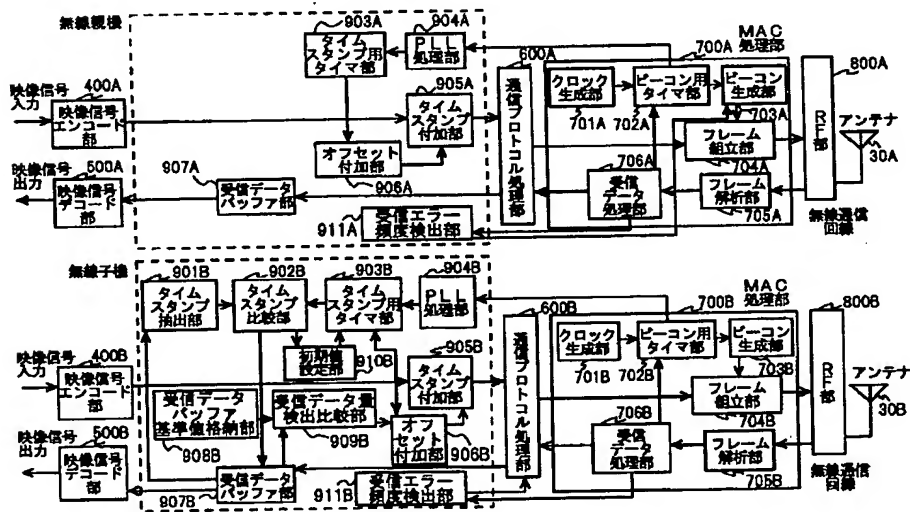 無線親機
903A
タイム
スタンプ用
タイマ部
904A
PLL
処理部
600A
700A
MAC
処理部
800A
映像信号
入力
400A
映像信号
エンコード
部
905A
タイム
スタンプ
付加部
通信プロトコル処理部
クロック
生成部
701A
ビーコン用
タイマ部
702A
ビーコン
生成部
703A
RF部
アンテナ
30A
オフセット
付加部
906A
フレーム
組立部
704A
映像信号
出力
500A
映像信号
デコード
部
907A
受信データ
バッファ部
706A
受信
データ
処理部
フレーム
解析部
705A
無線通信
回線
911A
受信エラー
頻度検出部
無線子機
901B
タイム
スタンプ
抽出部
902B
タイム
スタンプ
比較部
903B
タイム
スタンプ用
タイマ
904B
PLL
処理部
600B
700B
MAC
処理部
800B
初期値
設定部
910B
クロック
生成部
701B
ビーコン用
タイマ部
702B
ビーコン
生成部
703B
映像信号
入力
400B
映像信号
エンコード
部
905B
タイム
スタンプ
付加部
通信プロトコル処理部
フレーム
組立部
704B
RF部
アンテナ
30B
受信データ
バッファ
基準値格納部
908B
受信データ量
検出比較部
909B
オフ
セット
付加部
906B
706B
受信
データ
処理部
フレーム
解析部
705B
無線通信
回線
映像信号
出力
500B
映像信号
デコード
部
受信データ
バッファ部
907B
911B
受信エラー
頻度検出部